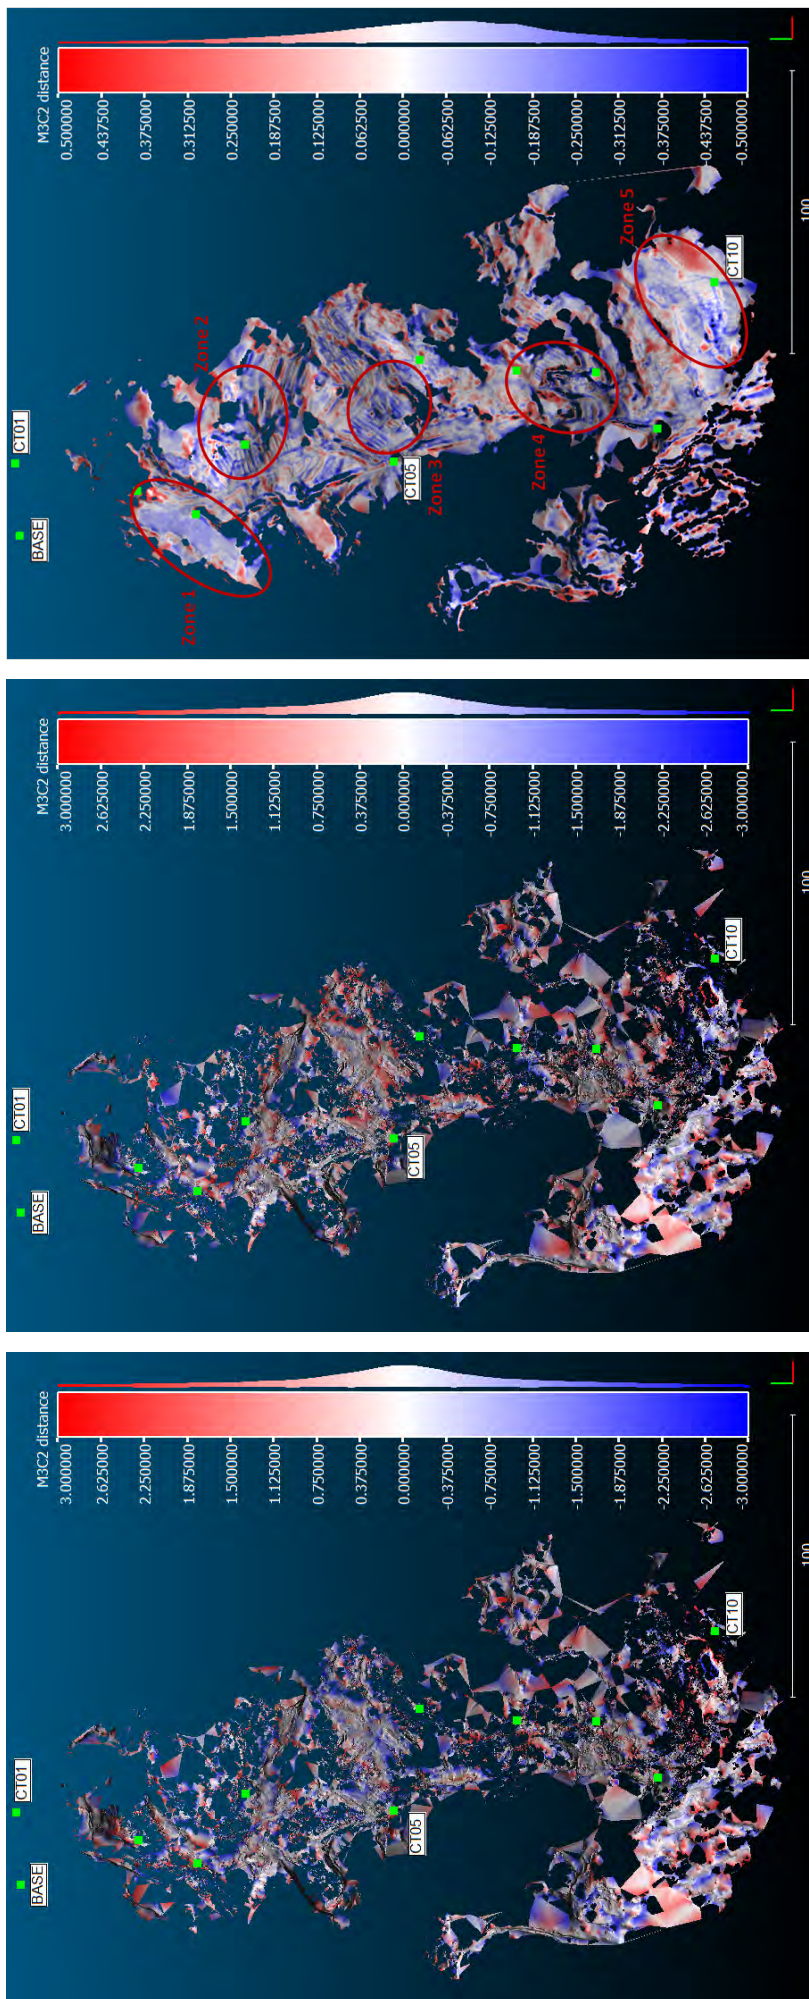 M3C2 distance
0.500000
0.437500
0.375000
0.312500
0.250000
0.187500
0.125000
0.062500
0.000000
-0.062500
-0.125000
-0.187500
-0.250000
-0.312500
-0.375000
-0.437500
-0.500000
CT01
BASE
Zone 1
Zone 2
CT05
Zone 3
Zone 4
Zone 5
CT10
100
M3C2 distance
3.000000
2.625000
2.250000
1.875000
1.500000
1.125000
0.750000
0.375000
0.000000
-0.375000
-0.750000
-1.125000
-1.500000
-1.875000
-2.250000
-2.625000
-3.000000
CT01
BASE
CT05
CT10
100
M3C2 distance
3.000000
2.625000
2.250000
1.875000
1.500000
1.125000
0.750000
0.375000
0.000000
-0.375000
-0.750000
-1.125000
-1.500000
-1.875000
-2.250000
-2.625000
-3.000000
CT01
BASE
CT05
CT10
100